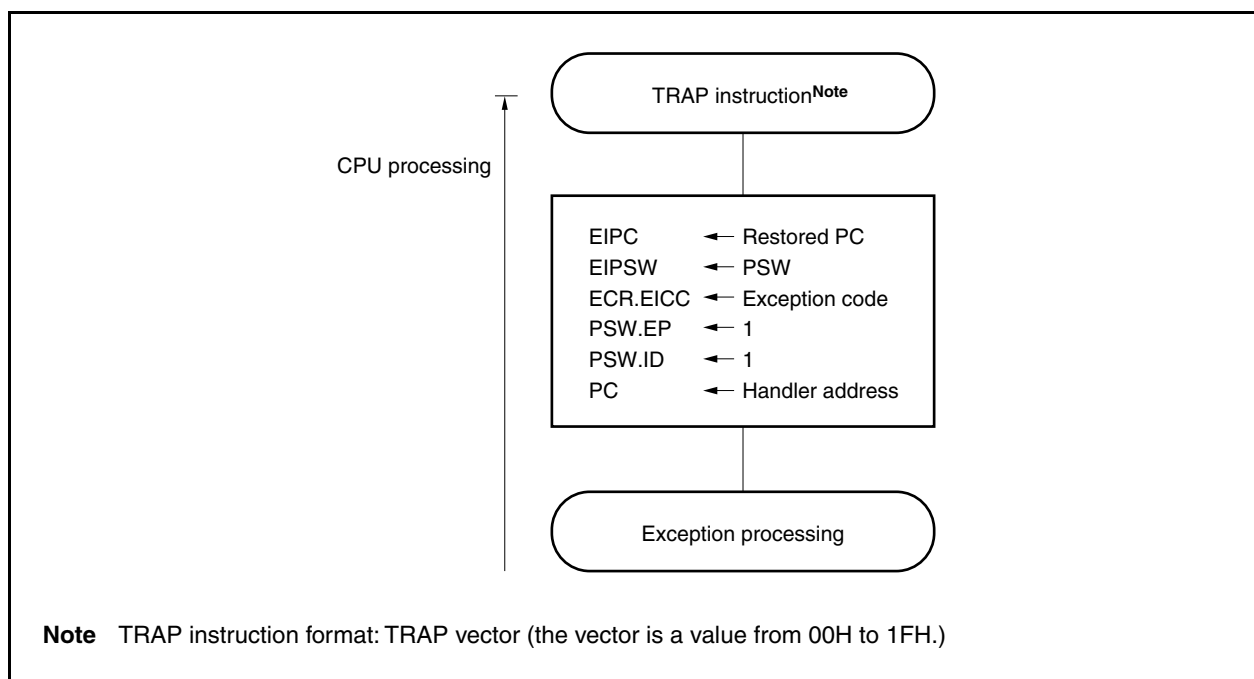 TRAP instructionNote
CPU processing
EIPC ← Restored PC
EIPSW ← PSW
ECR.EICC ← Exception code
PSW.EP ← 1
PSW.ID ← 1
PC ← Handler address
Exception processing
Note TRAP instruction format: TRAP vector (the vector is a value from 00H to 1FH.)